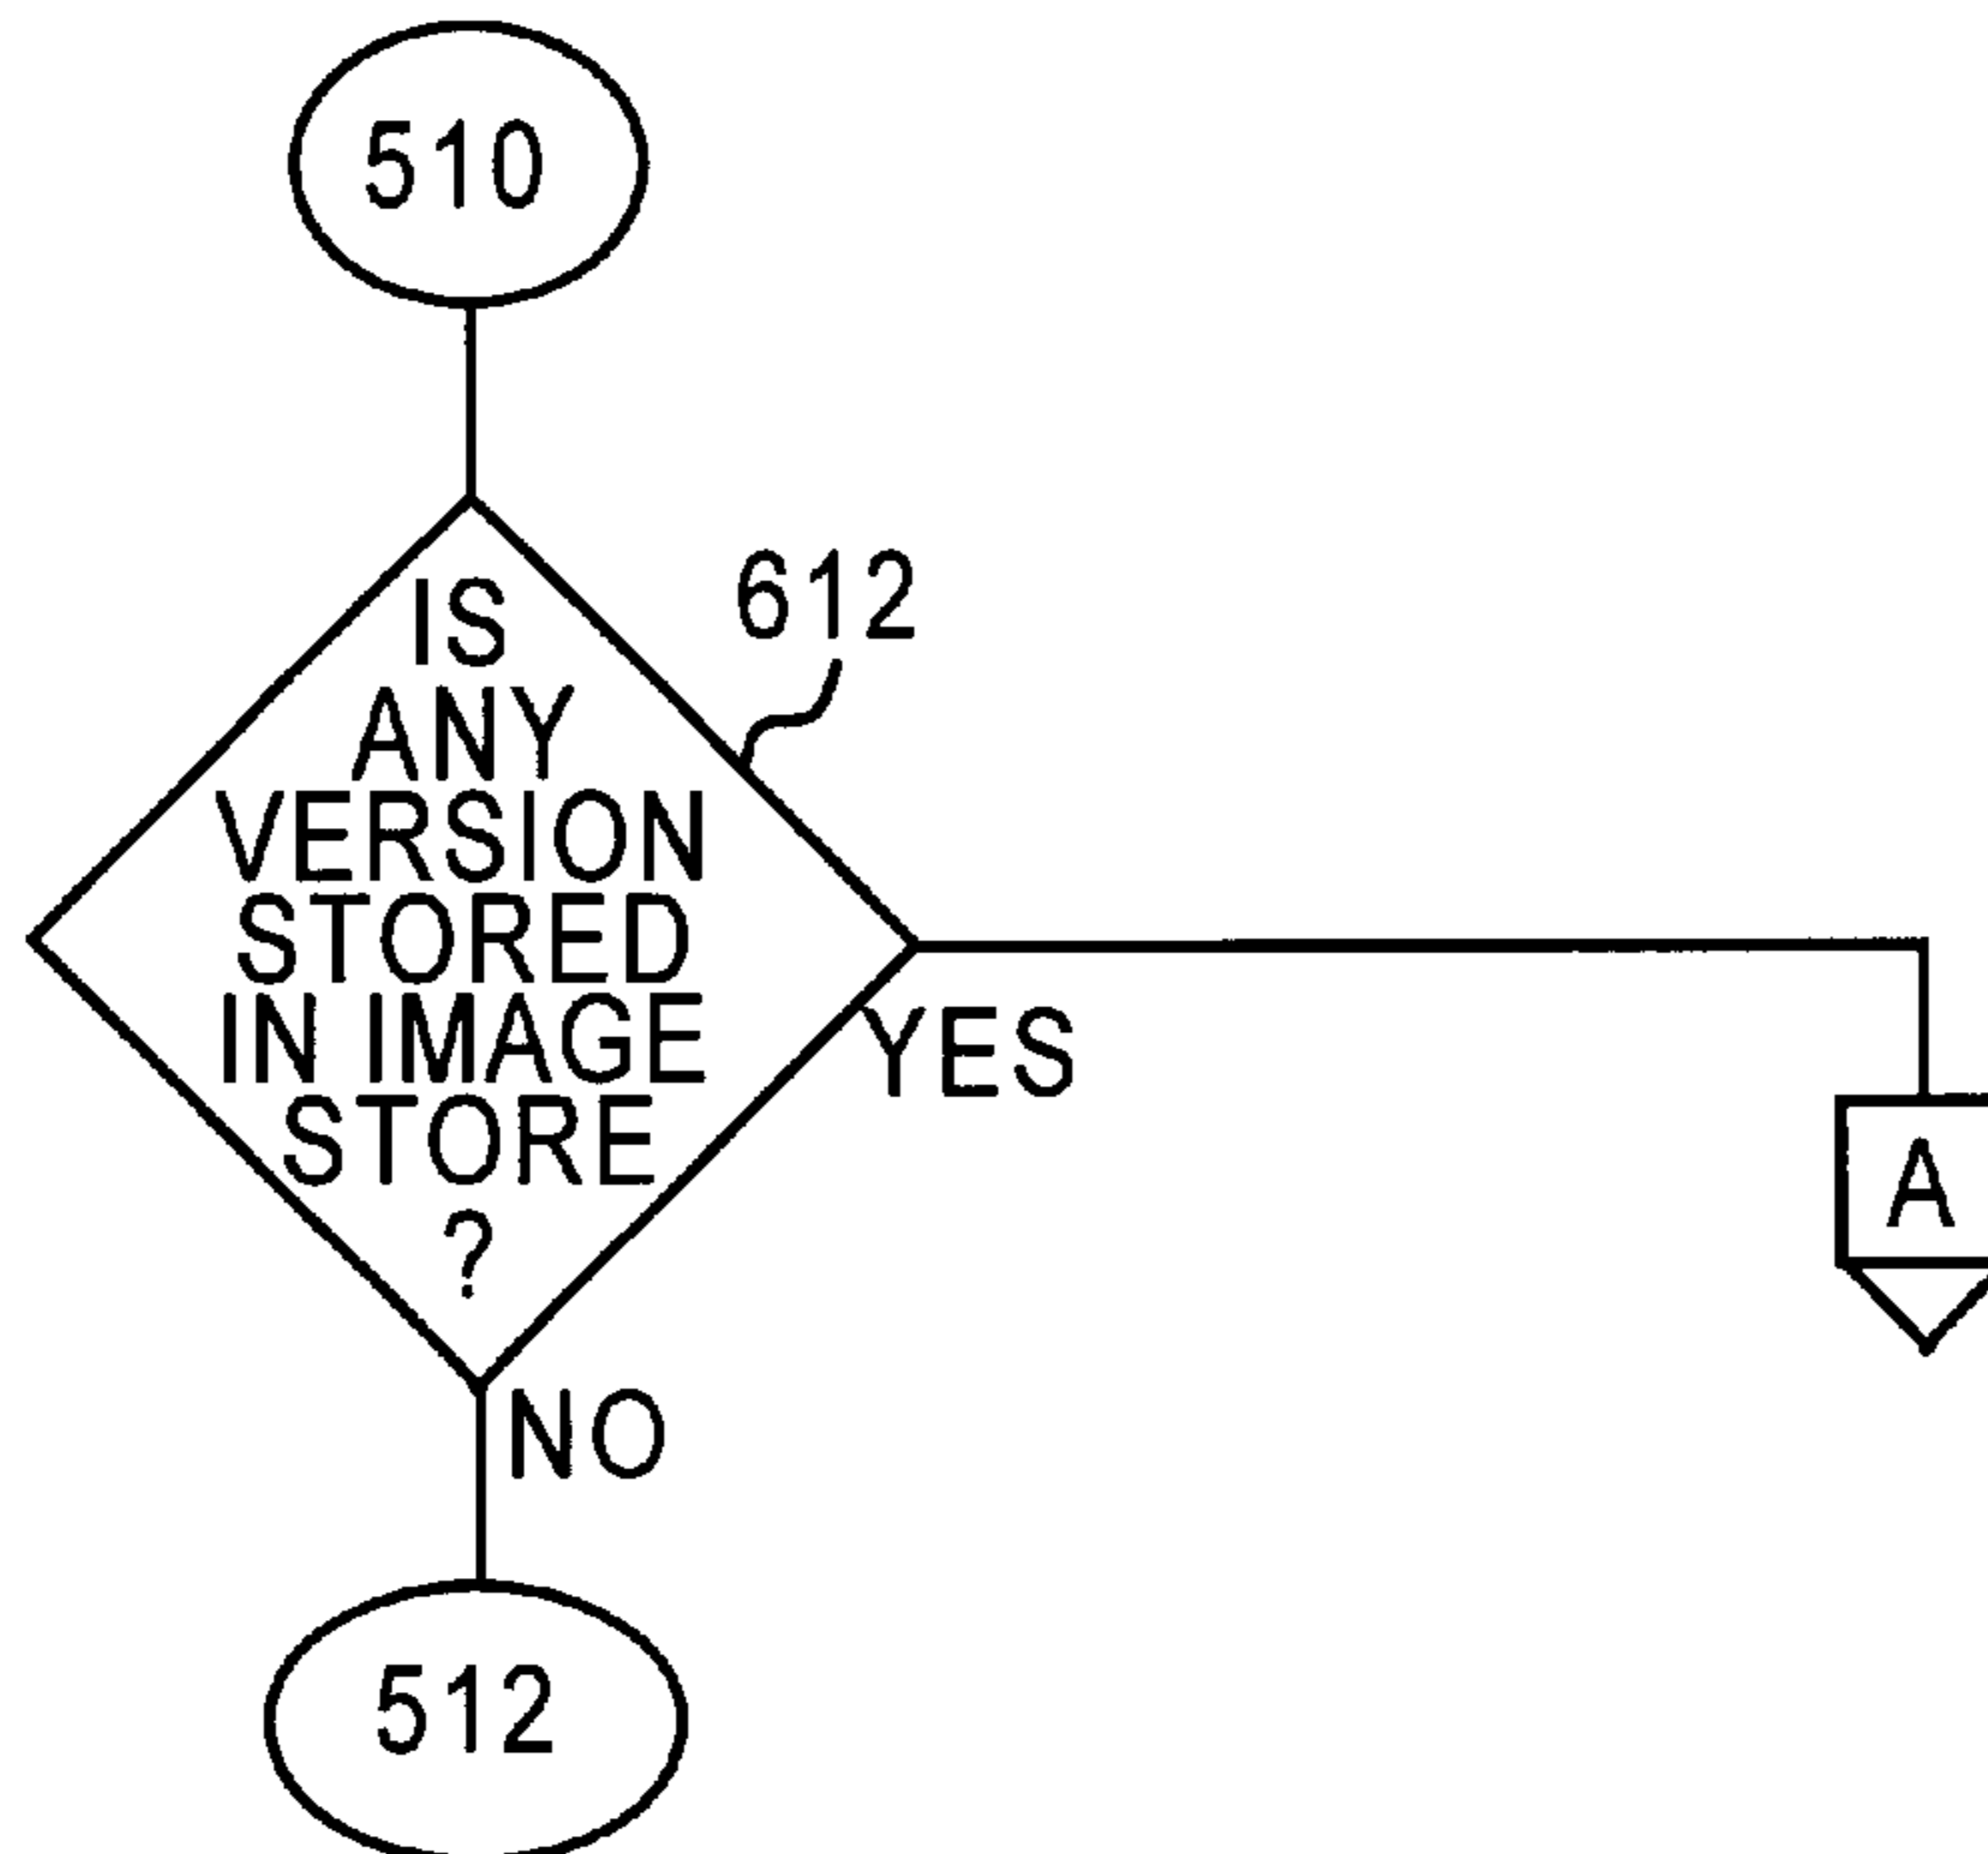 510
612
IS
ANY
VERSION
STORED
IN IMAGE
STORE
?
YES
A
NO
512